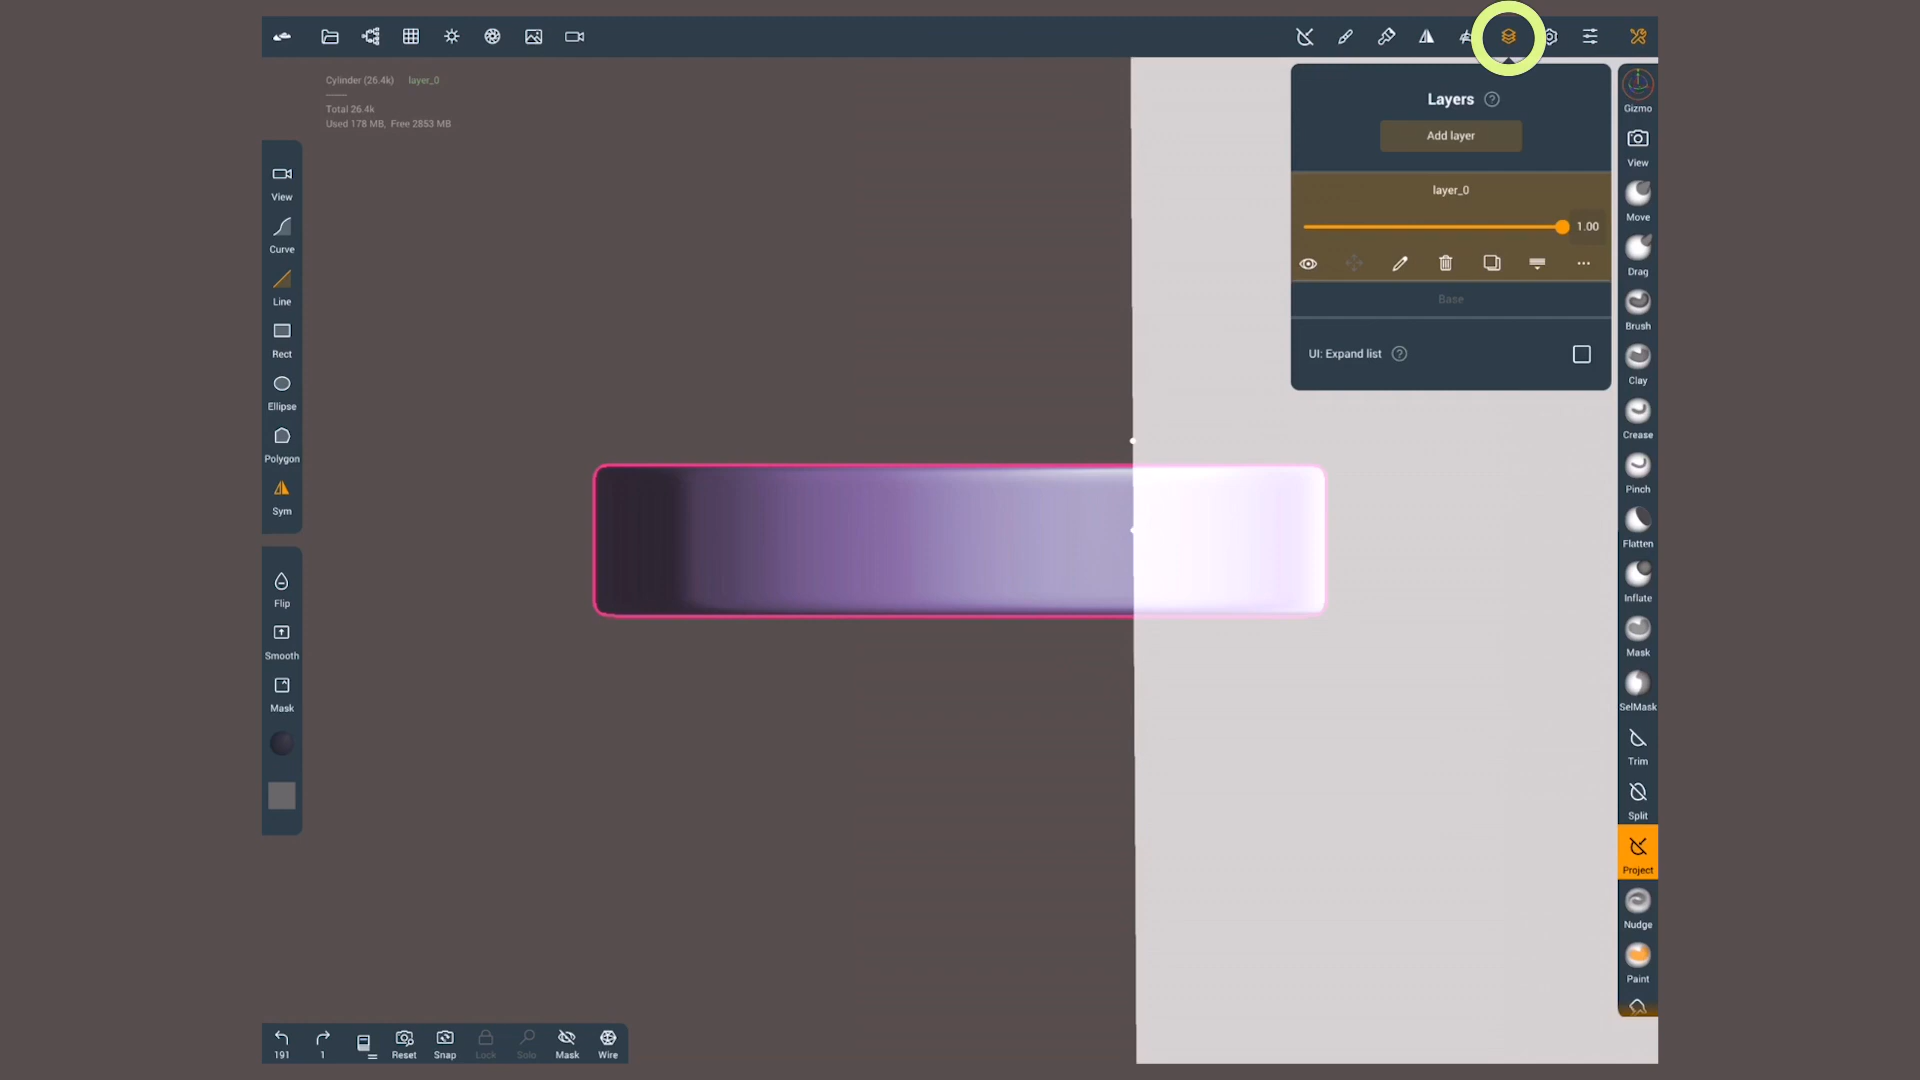 Cylinder (26.4k) layer_0
Total 26.4k
Used 178 MB, Free 2853 MB
View
Curve
Line
Rect
Ellipse
Polygon
Sym
Flip
Smooth
Mask
191
1
Reset
Snap
Lock
Solo
Mask
Wire
Layers ?
Add layer
layer_0
1.00
Base
UI: Expand list ?
Gizmo
View
Move
Drag
Brush
Clay
Crease
Pinch
Flatten
Inflate
Mask
SelMask
Trim
Split
Project
Nudge
Paint